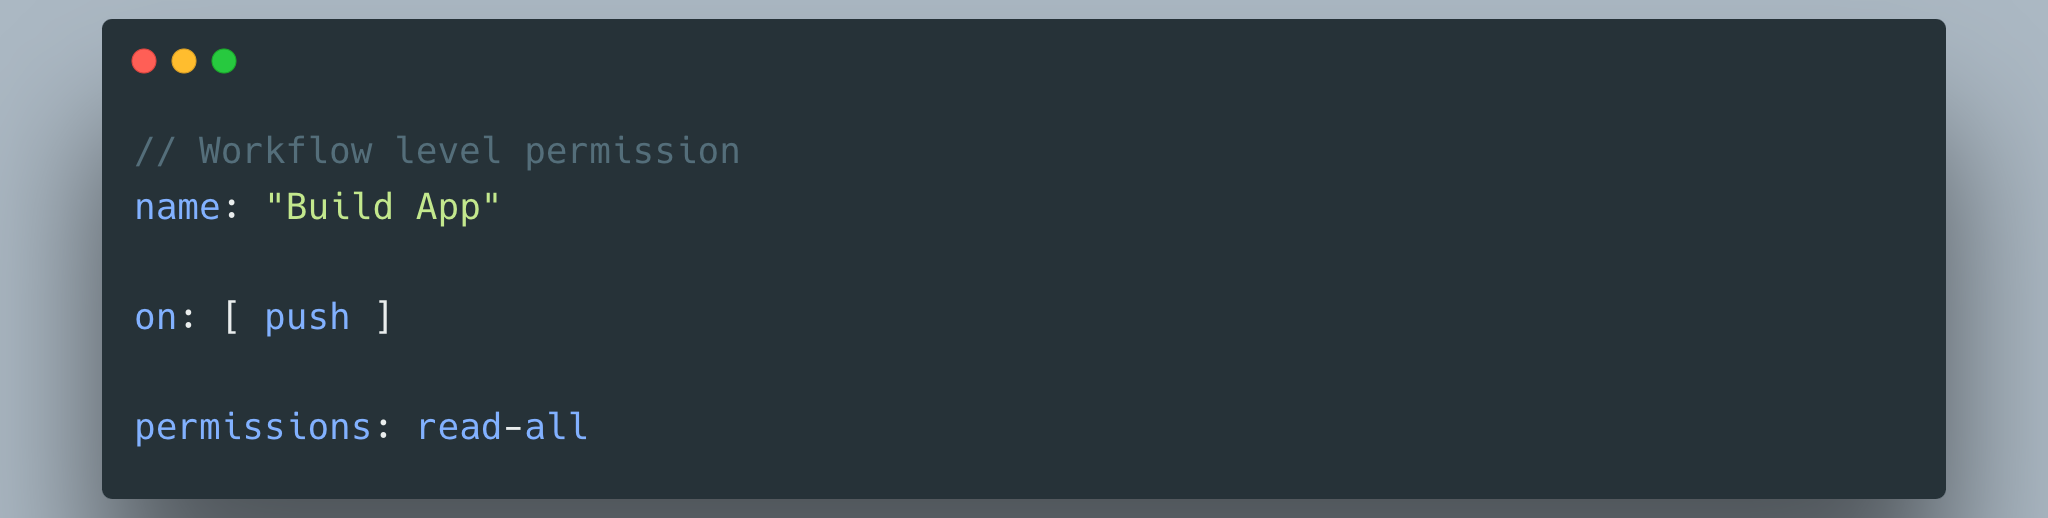 // Workflow level permission
name: "Build App"
on: [ push ]
permissions: read-all